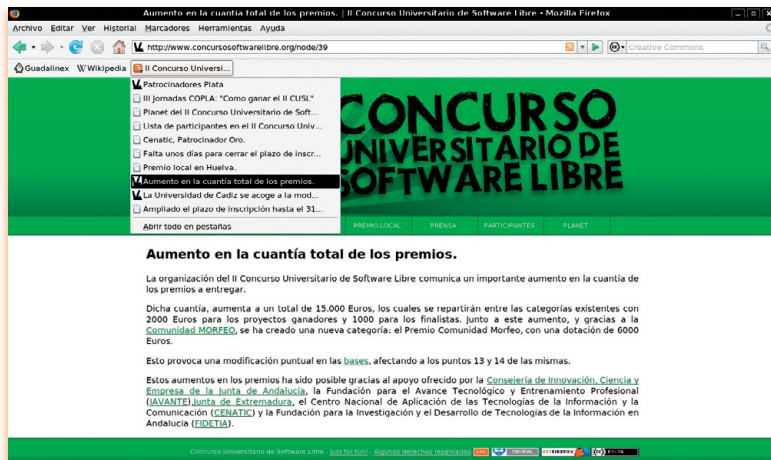 Aumento en la cuantía total de los premios. | II Concurso Universitario de Software Libre - Mozilla Firefox
Archivo Editar Ver Historial Marcadores Herramientas Ayuda
http://www.concursosoftwarelibre.org/node/39
Creative Commons
Guadalinex Wikipedia II Concurso Universi...
Patrocinadores Plata
III Jornadas COPLA: "Como ganar el II CUSL"
Planet del II Concurso Universitario de Soft...
Lista de participantes en el II Concurso Univ...
Cenatic, Patrocinador Oro.
Falta unos días para cerrar el plazo de inscr...
Premio local en Huelva.
Aumento en la cuantía total de los premios.
La Universidad de Cadiz se acoge a la mod...
Ampliado el plazo de inscripción hasta el 31...
Abrir todo en pestañas
CONCURSO
UNIVERSITARIO DE
SOFTWARE LIBRE
PREMIO LOCAL PRENSA PARTICIPANTES PLANET
Aumento en la cuantía total de los premios.
La organización del II Concurso Universitario de Software Libre comunica un importante aumento en la cuantía de
los premios a entregar.
Dicha cuantía, aumenta a un total de 15.000 Euros, los cuales se repartirán entre las categorías existentes con
2000 Euros para los proyectos ganadores y 1000 para los finalistas. Junto a este aumento, y gracias a la
Comunidad MORFEO, se ha creado una nueva categoría: el Premio Comunidad Morfeo, con una dotación de 6000
Euros.
Esto provoca una modificación puntual en las bases, afectando a los puntos 13 y 14 de las mismas.
Estos aumentos en los premios ha sido posible gracias al apoyo ofrecido por la Consejería de Innovación, Ciencia y
Empresa de la Junta de Andalucía, la Fundación para el Avance Tecnológico y Entrenamiento Profesional
(IAVANTE),Junta de Extremadura, el Centro Nacional de Aplicación de las Tecnologías de la Información y la
Comunicación (CENATIC) y la Fundación para la Investigación y el Desarrollo de Tecnologías de la Información en
Andalucía (FIDETIA).
Concurso Universitario de Software Libre - Just for fun! - Algunos derechos reservados